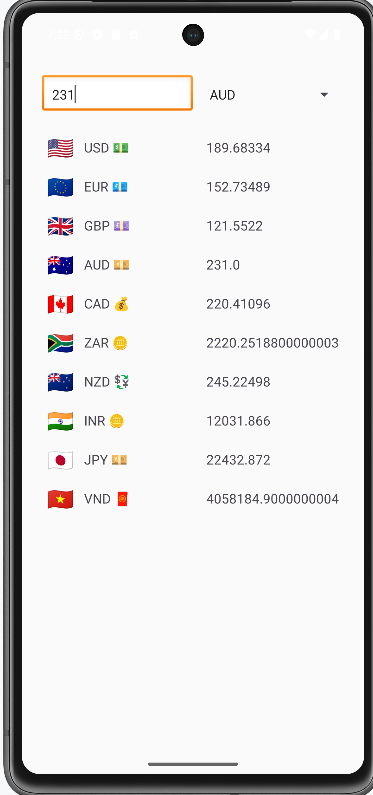 231 AUD
USD 189.68334
EUR 152.73489
GBP 121.5522
AUD 231.0
CAD 220.41096
ZAR 2220.2518800000003
NZD 245.22498
INR 12031.866
JPY 22432.872
VND 4058184.9000000004